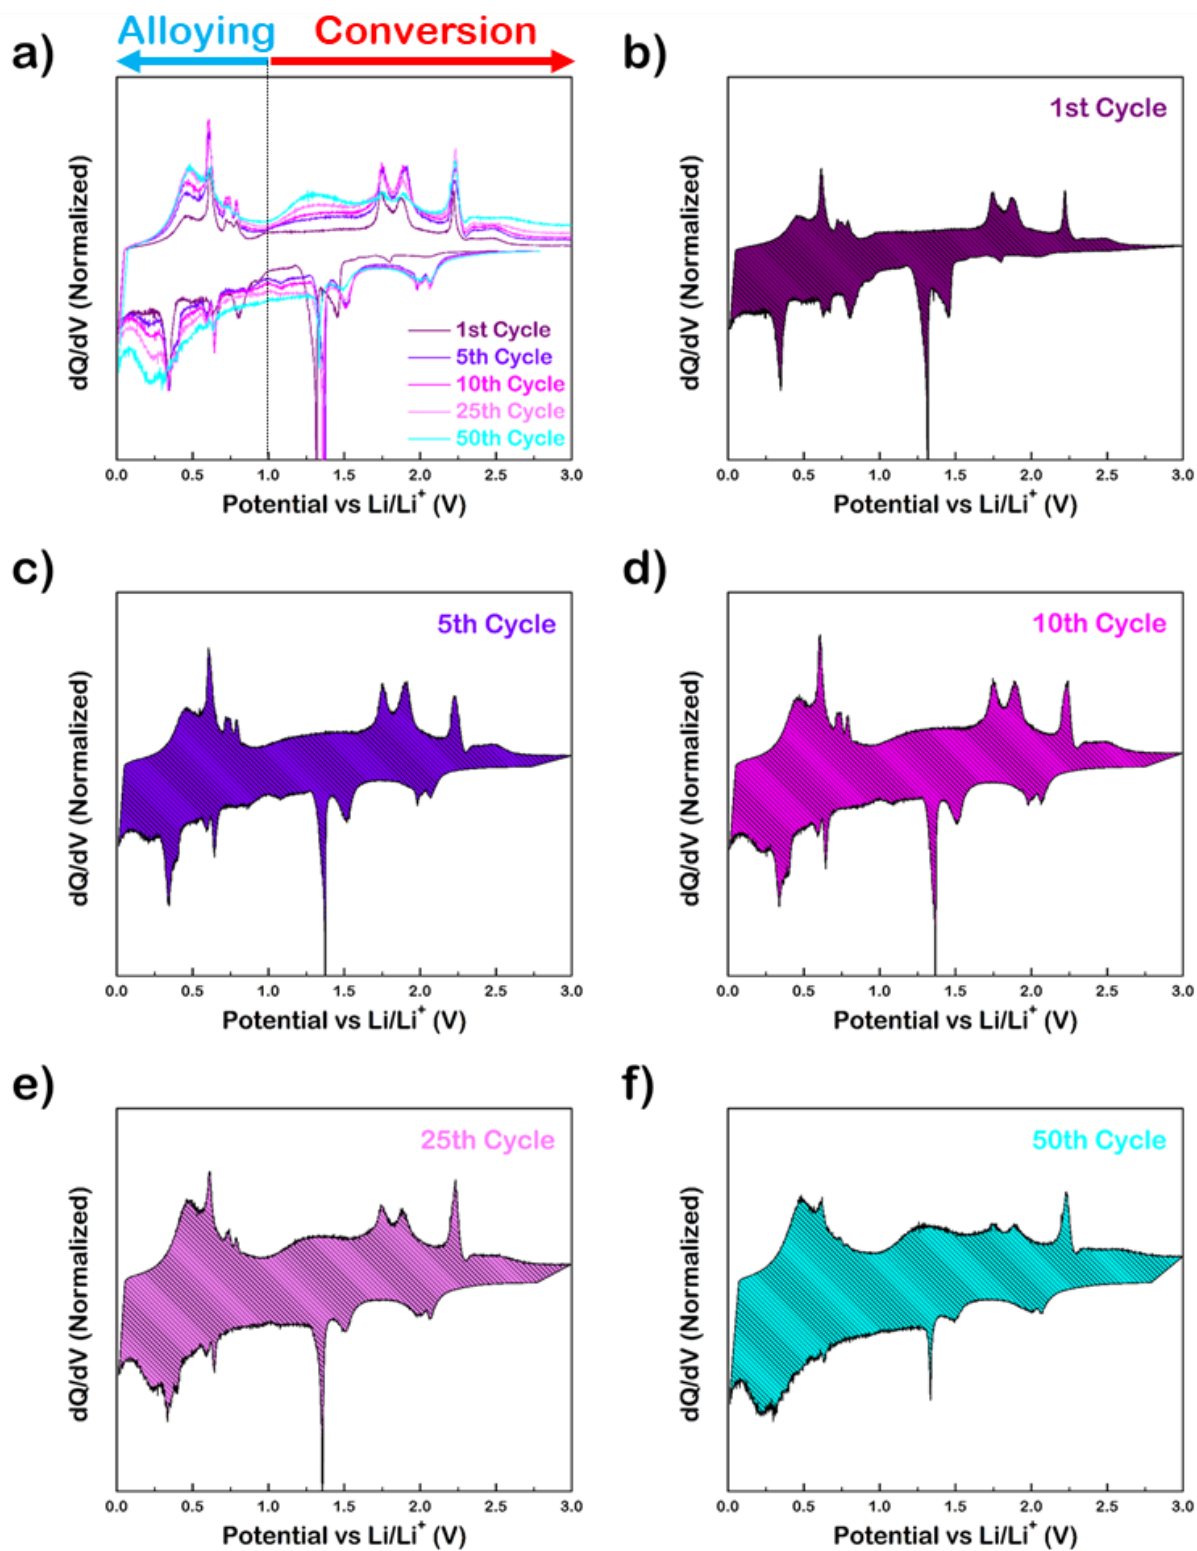 Alloying Conversion
a)
dQ/dV (Normalized)
1st Cycle
5th Cycle
10th Cycle
25th Cycle
50th Cycle
0.0 0.5 1.0 1.5 2.0 2.5 3.0
Potential vs Li/Li⁺ (V)
b)
1st Cycle
dQ/dV (Normalized)
0.0 0.5 1.0 1.5 2.0 2.5 3.0
Potential vs Li/Li⁺ (V)
c)
5th Cycle
dQ/dV (Normalized)
0.0 0.5 1.0 1.5 2.0 2.5 3.0
Potential vs Li/Li⁺ (V)
d)
10th Cycle
dQ/dV (Normalized)
0.0 0.5 1.0 1.5 2.0 2.5 3.0
Potential vs Li/Li⁺ (V)
e)
25th Cycle
dQ/dV (Normalized)
0.0 0.5 1.0 1.5 2.0 2.5 3.0
Potential vs Li/Li⁺ (V)
f)
50th Cycle
dQ/dV (Normalized)
0.0 0.5 1.0 1.5 2.0 2.5 3.0
Potential vs Li/Li⁺ (V)